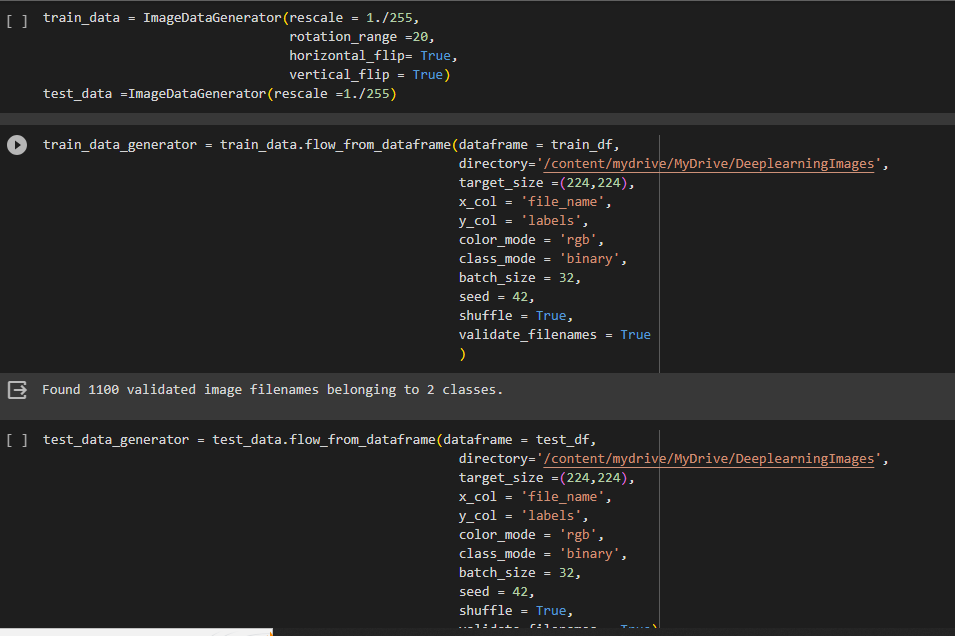 [ ] train_data = ImageDataGenerator(rescale = 1./255,
rotation_range =20,
horizontal_flip= True,
vertical_flip = True)
test_data =ImageDataGenerator(rescale =1./255)
train_data_generator = train_data.flow_from_dataframe(dataframe = train_df,
directory='/content/mydrive/MyDrive/DeeplearningImages',
target_size =(224,224),
x_col = 'file_name',
y_col = 'labels',
color_mode = 'rgb',
class_mode = 'binary',
batch_size = 32,
seed = 42,
shuffle = True,
validate_filenames = True
)
Found 1100 validated image filenames belonging to 2 classes.
[ ] test_data_generator = test_data.flow_from_dataframe(dataframe = test_df,
directory='/content/mydrive/MyDrive/DeeplearningImages',
target_size =(224,224),
x_col = 'file_name',
y_col = 'labels',
color_mode = 'rgb',
class_mode = 'binary',
batch_size = 32,
seed = 42,
shuffle = True,
validate_filenames = True)